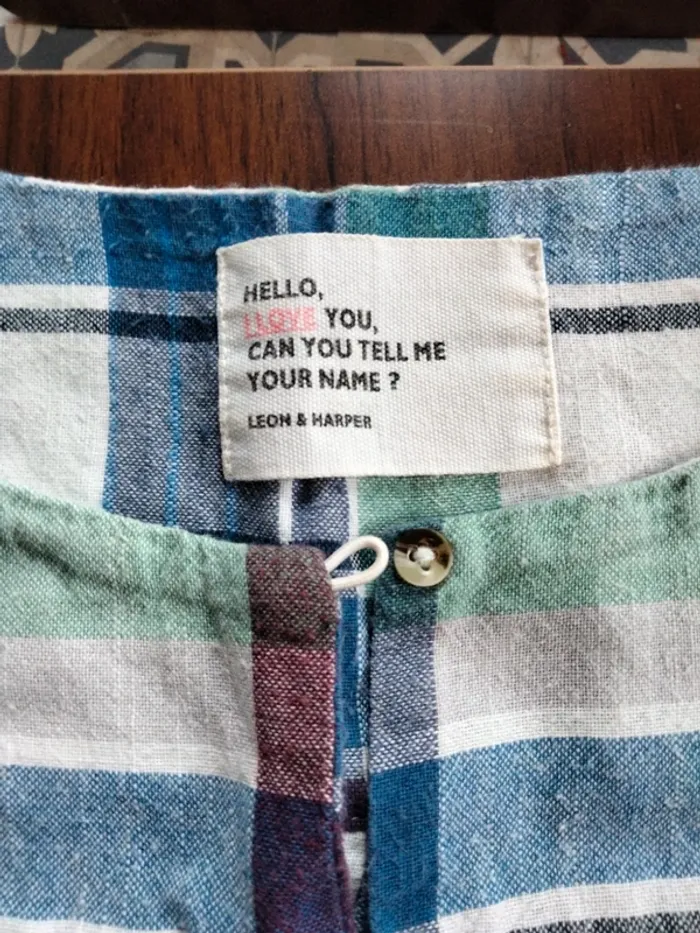 HELLO,
I LOVE YOU,
CAN YOU TELL ME
YOUR NAME ?
LEON & HARPER